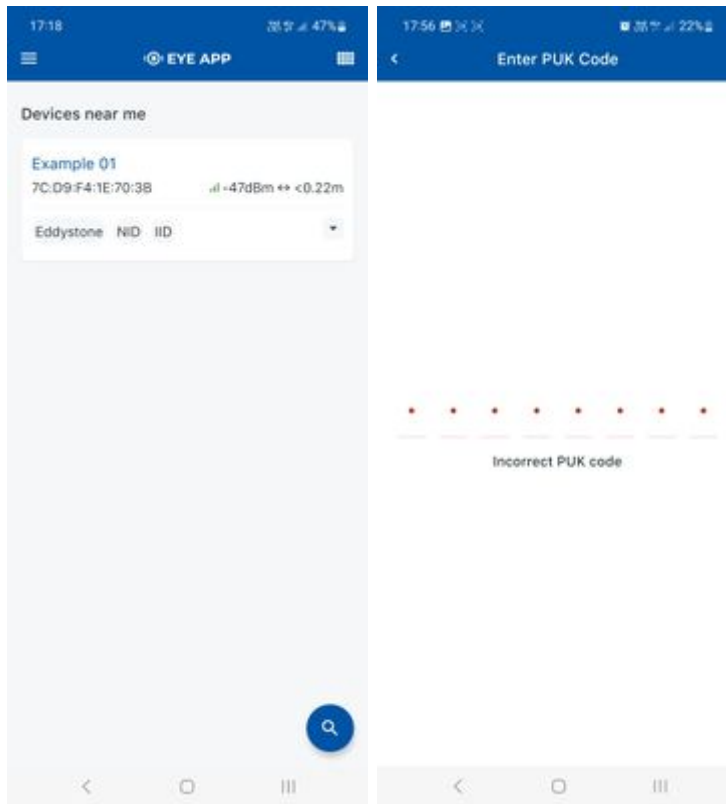 17:18
47%
EYE APP
Devices near me
Example 01
7C:D9:F4:1E:70:3B -47dBm ↔ <0.22m
Eddystone NID IID
17:56
22%
Enter PUK Code
Incorrect PUK code